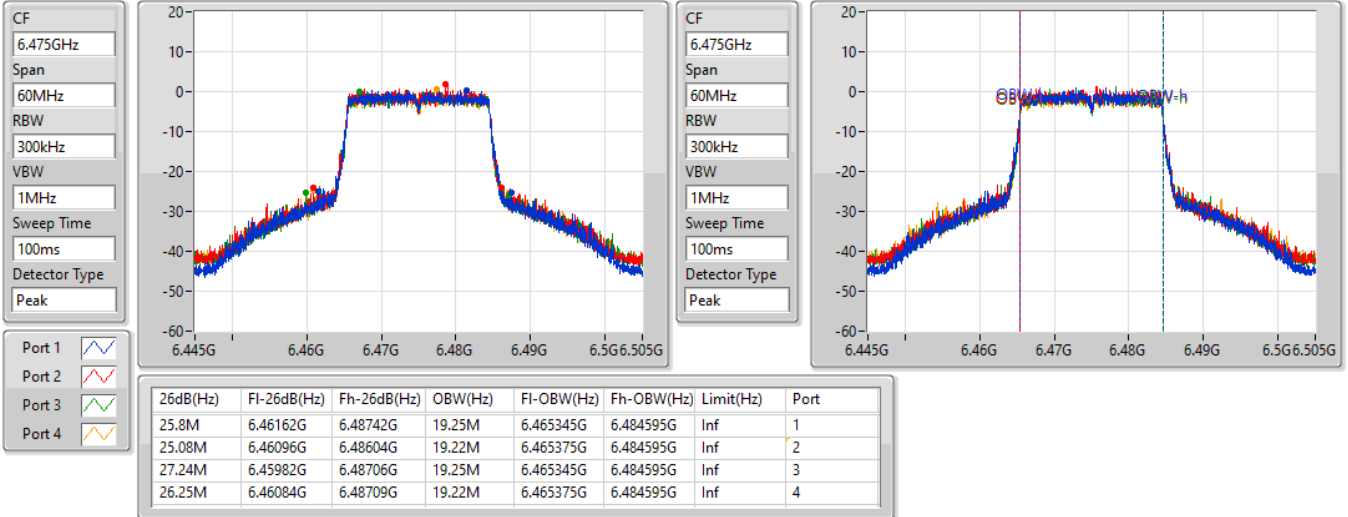 CF
6.475GHz
Span
60MHz
RBW
300kHz
VBW
1MHz
Sweep Time
100ms
Detector Type
Peak
20
10
0
-10
-20
-30
-40
-50
-60
6.445G 6.46G 6.47G 6.48G 6.49G 6.5G 6.505G
CF
6.475GHz
Span
60MHz
RBW
300kHz
VBW
1MHz
Sweep Time
100ms
Detector Type
Peak
20
10
0
-10
-20
-30
-40
-50
-60
OBW-h
6.445G 6.46G 6.47G 6.48G 6.49G 6.5G 6.505G
Port 1
Port 2
Port 3
Port 4
26dB(Hz) Fl-26dB(Hz) Fh-26dB(Hz) OBW(Hz) Fl-OBW(Hz) Fh-OBW(Hz) Limit(Hz) Port
25.8M 6.46162G 6.48742G 19.25M 6.465345G 6.484595G Inf 1
25.08M 6.46096G 6.48604G 19.22M 6.465375G 6.484595G Inf 2
27.24M 6.45982G 6.48706G 19.25M 6.465345G 6.484595G Inf 3
26.25M 6.46084G 6.48709G 19.22M 6.465375G 6.484595G Inf 4